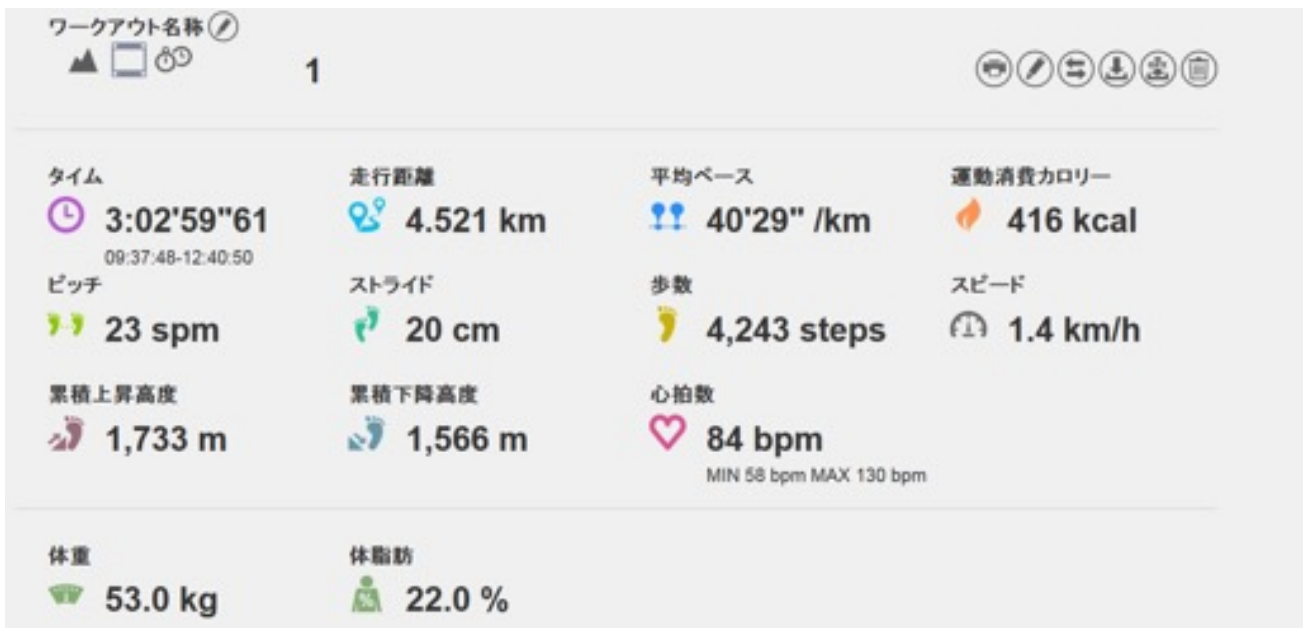 ワークアウト名称
1
タイム 走行距離 平均ペース 運動消費カロリー
3:02'59"61 4.521 km 40'29" /km 416 kcal
09:37:48-12:40:50
ピッチ ストライド 歩数 スピード
23 spm 20 cm 4,243 steps 1.4 km/h
累積上昇高度 累積下降高度 心拍数
1,733 m 1,566 m 84 bpm
MIN 58 bpm MAX 130 bpm
体重 体脂肪
53.0 kg 22.0 %